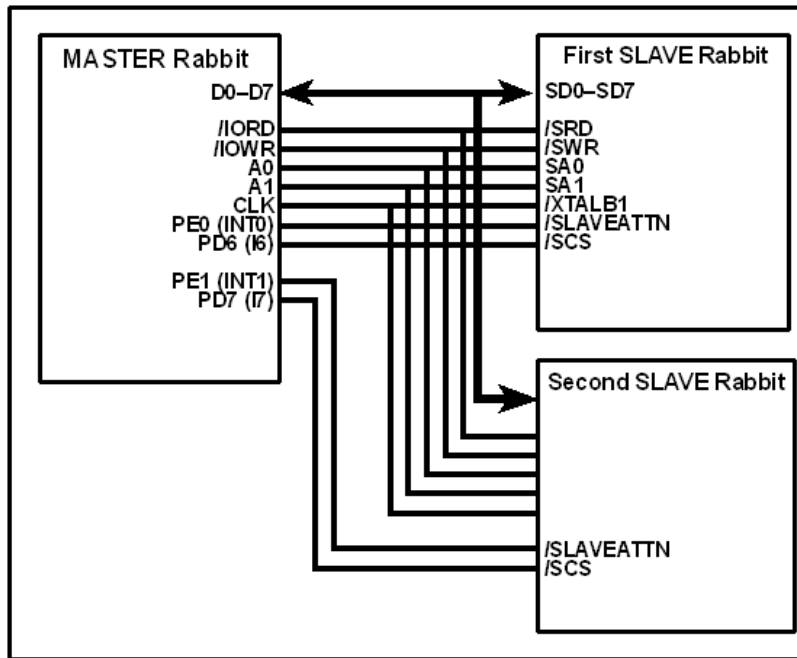 MASTER Rabbit
D0–D7
/IORD
/IOWR
A0
A1
CLK
PE0 (INT0)
PD6 (I6)
PE1 (INT1)
PD7 (I7)
First SLAVE Rabbit
SD0–SD7
/SRD
/SWR
SA0
SA1
/XTALB1
/SLAVEATTN
/SCS
Second SLAVE Rabbit
/SLAVEATTN
/SCS